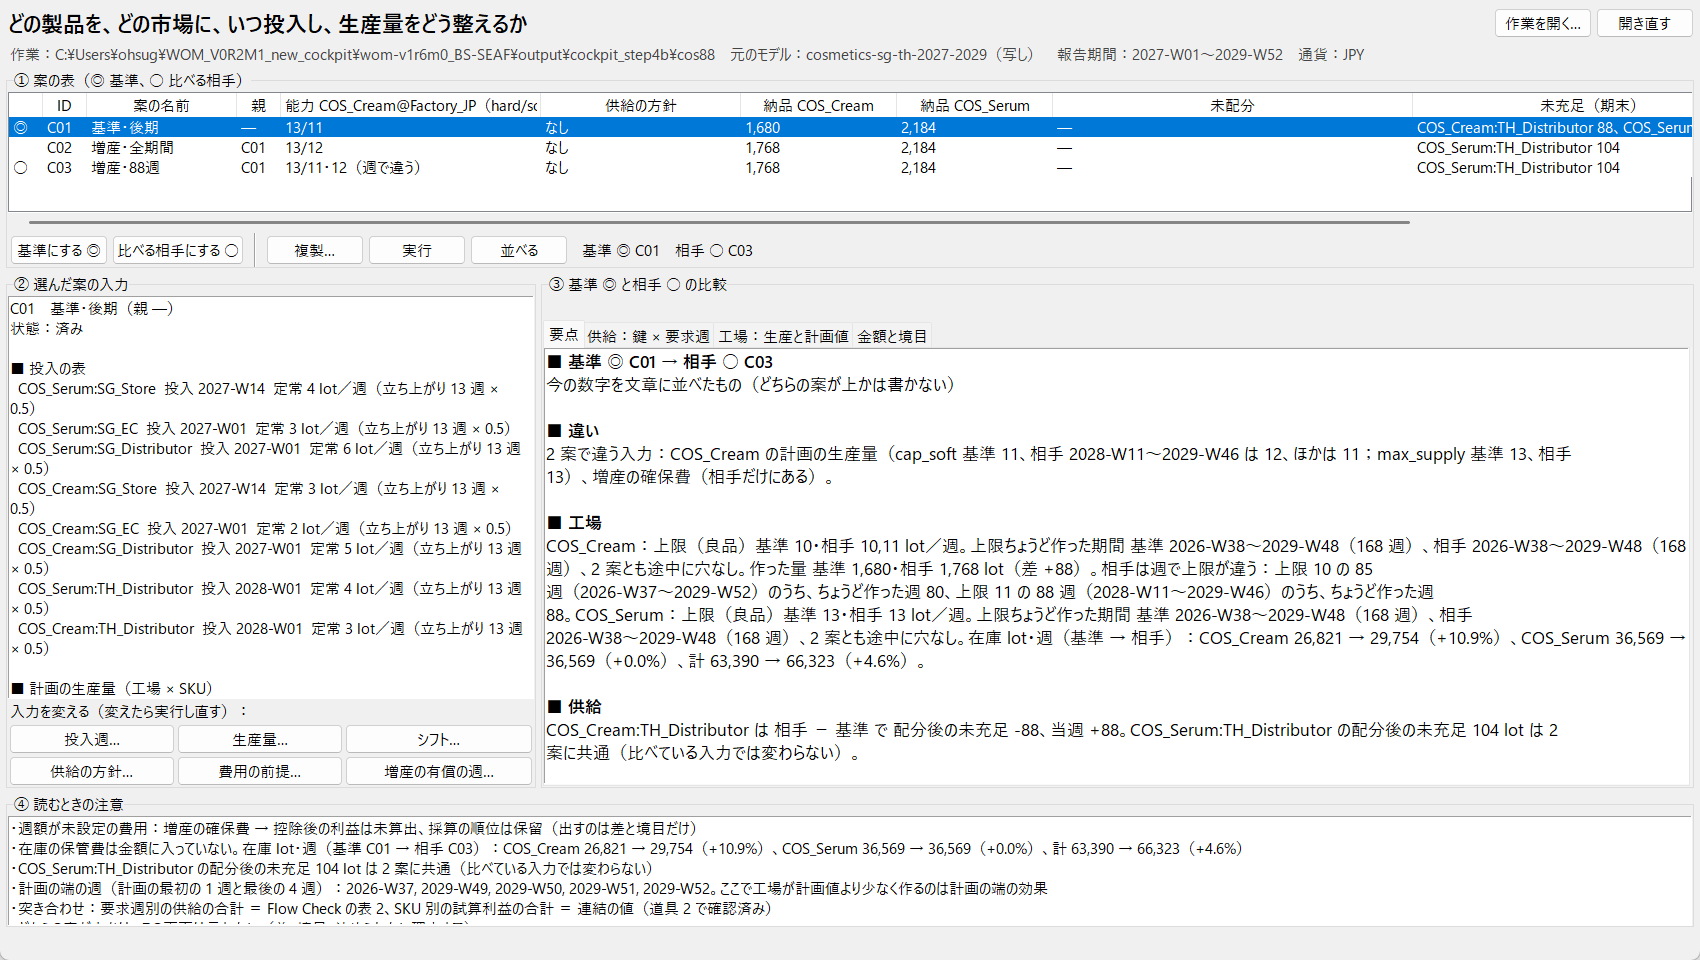 どの製品を、どの市場に、いつ投入し、生産量をどう整えるか
作業を開く...
開き直す
作業：C:¥Users¥ohsug¥WOM_V0R2M1_new_cockpit¥wom-v1r6m0_BS-SEAF¥output¥cockpit_step4b¥cos88　元のモデル：cosmetics-sg-th-2027-2029（写し）　報告期間：2027-W01～2029-W52　通貨：JPY
① 案の表（◎ 基準、○ 比べる相手）
ID 案の名前 親 能力 COS_Cream@Factory_JP（hard/sc 供給の方針 納品 COS_Cream 納品 COS_Serum 未配分 未充足（期末）
◎ C01 基準・後期 — 13/11 なし 1,680 2,184 — COS_Cream:TH_Distributor 88、COS_Serun
C02 増産・全期間 C01 13/12 なし 1,768 2,184 — COS_Serum:TH_Distributor 104
○ C03 増産・88週 C01 13/11・12（週で違う） なし 1,768 2,184 — COS_Serum:TH_Distributor 104
基準にする ◎ 比べる相手にする ○ 複製... 実行 並べる 基準 ◎ C01　相手 ○ C03
② 選んだ案の入力
C01　基準・後期（親 —）
状態：済み
■ 投入の表
COS_Serum:SG_Store 投入 2027-W14 定常 4 lot／週（立ち上がり 13 週 ×
0.5）
COS_Serum:SG_EC 投入 2027-W01 定常 3 lot／週（立ち上がり 13 週 × 0.5）
COS_Serum:SG_Distributor 投入 2027-W01 定常 6 lot／週（立ち上がり 13 週
× 0.5）
COS_Cream:SG_Store 投入 2027-W14 定常 3 lot／週（立ち上がり 13 週 ×
0.5）
COS_Cream:SG_EC 投入 2027-W01 定常 2 lot／週（立ち上がり 13 週 × 0.5）
COS_Cream:SG_Distributor 投入 2027-W01 定常 5 lot／週（立ち上がり 13 週
× 0.5）
COS_Serum:TH_Distributor 投入 2028-W01 定常 4 lot／週（立ち上がり 13 週
× 0.5）
COS_Cream:TH_Distributor 投入 2028-W01 定常 3 lot／週（立ち上がり 13 週
× 0.5）
■ 計画の生産量（工場 × SKU）
入力を変える（変えたら実行し直す）：
投入週... 生産量... シフト...
供給の方針... 費用の前提... 増産の有償の週...
③ 基準 ◎ と相手 ○ の比較
要点 供給：鍵 × 要求週 工場：生産と計画値 金額と境目
■ 基準 ◎ C01 → 相手 ○ C03
今の数字を文章に並べたもの（どちらの案が上かは書かない）
■ 違い
2 案で違う入力：COS_Cream の計画の生産量（cap_soft 基準 11、相手 2028-W11～2029-W46 は 12、ほかは 11；max_supply 基準 13、相手
13）、増産の確保費（相手だけにある）。
■ 工場
COS_Cream：上限（良品）基準 10・相手 10,11 lot／週。上限ちょうど作った期間 基準 2026-W38～2029-W48（168 週）、相手 2026-W38～2029-W48（168
週）、2 案とも途中に穴なし。作った量 基準 1,680・相手 1,768 lot（差 +88）。相手は週で上限が違う：上限 10 の 85
週（2026-W37～2029-W52）のうち、ちょうど作った週 80、上限 11 の 88 週（2028-W11～2029-W46）のうち、ちょうど作った週
88。COS_Serum：上限（良品）基準 13・相手 13 lot／週。上限ちょうど作った期間 基準 2026-W38～2029-W48（168 週）、相手
2026-W38～2029-W48（168 週）、2 案とも途中に穴なし。在庫 lot・週（基準 → 相手）：COS_Cream 26,821 → 29,754（+10.9%）、COS_Serum 36,569 →
36,569（+0.0%）、計 63,390 → 66,323（+4.6%）。
■ 供給
COS_Cream:TH_Distributor は 相手 － 基準 で 配分後の未充足 -88、当週 +88。COS_Serum:TH_Distributor の配分後の未充足 104 lot は 2
案に共通（比べている入力では変わらない）。
④ 読むときの注意
・週額が未設定の費用：増産の確保費 → 控除後の利益は未算出、採算の順位は保留（出すのは差と境目だけ）
・在庫の保管費は金額に入っていない。在庫 lot・週（基準 C01 → 相手 C03）：COS_Cream 26,821 → 29,754（+10.9%）、COS_Serum 36,569 → 36,569（+0.0%）、計 63,390 → 66,323（+4.6%）
・COS_Serum:TH_Distributor の配分後の未充足 104 lot は 2 案に共通（比べている入力では変わらない）
・計画の端の週（計画の最初の 1 週と最後の 4 週）：2026-W37, 2029-W49, 2029-W50, 2029-W51, 2029-W52。ここで工場が計画値より少なく作るのは計画の端の効果
・突き合わせ：要求週別の供給の合計 ＝ Flow Check の表 2、SKU 別の試算利益の合計 ＝ 連結の値（道具 2 で確認済み）